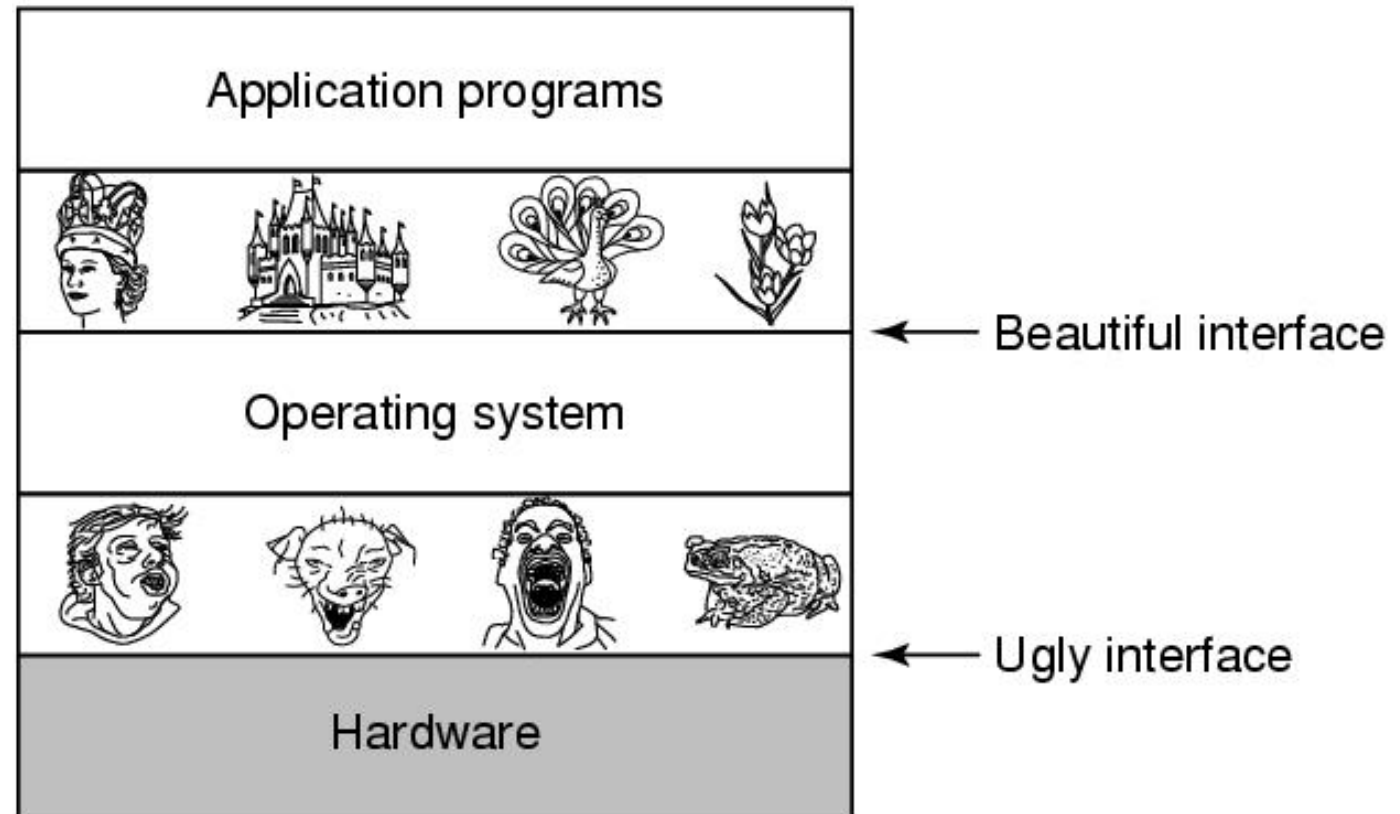 Application programs
Beautiful interface
Operating system
Ugly interface
Hardware